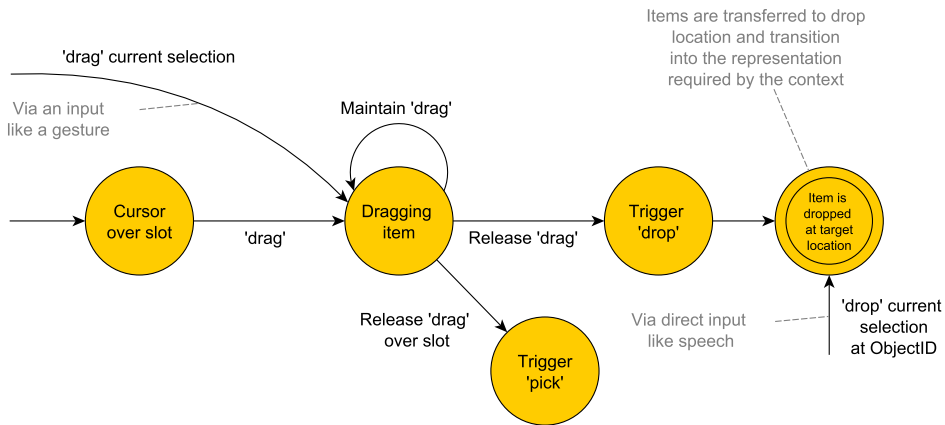 Items are transferred to drop
location and transition
into the representation
required by the context
'drag' current selection
Via an input
like a gesture
Maintain 'drag'
Cursor
over slot
'drag'
Dragging
item
Release 'drag'
Trigger
'drop'
Item is
dropped
at target
location
Release 'drag'
over slot
Trigger
'pick'
Via direct input
like speech
'drop' current
selection
at ObjectID